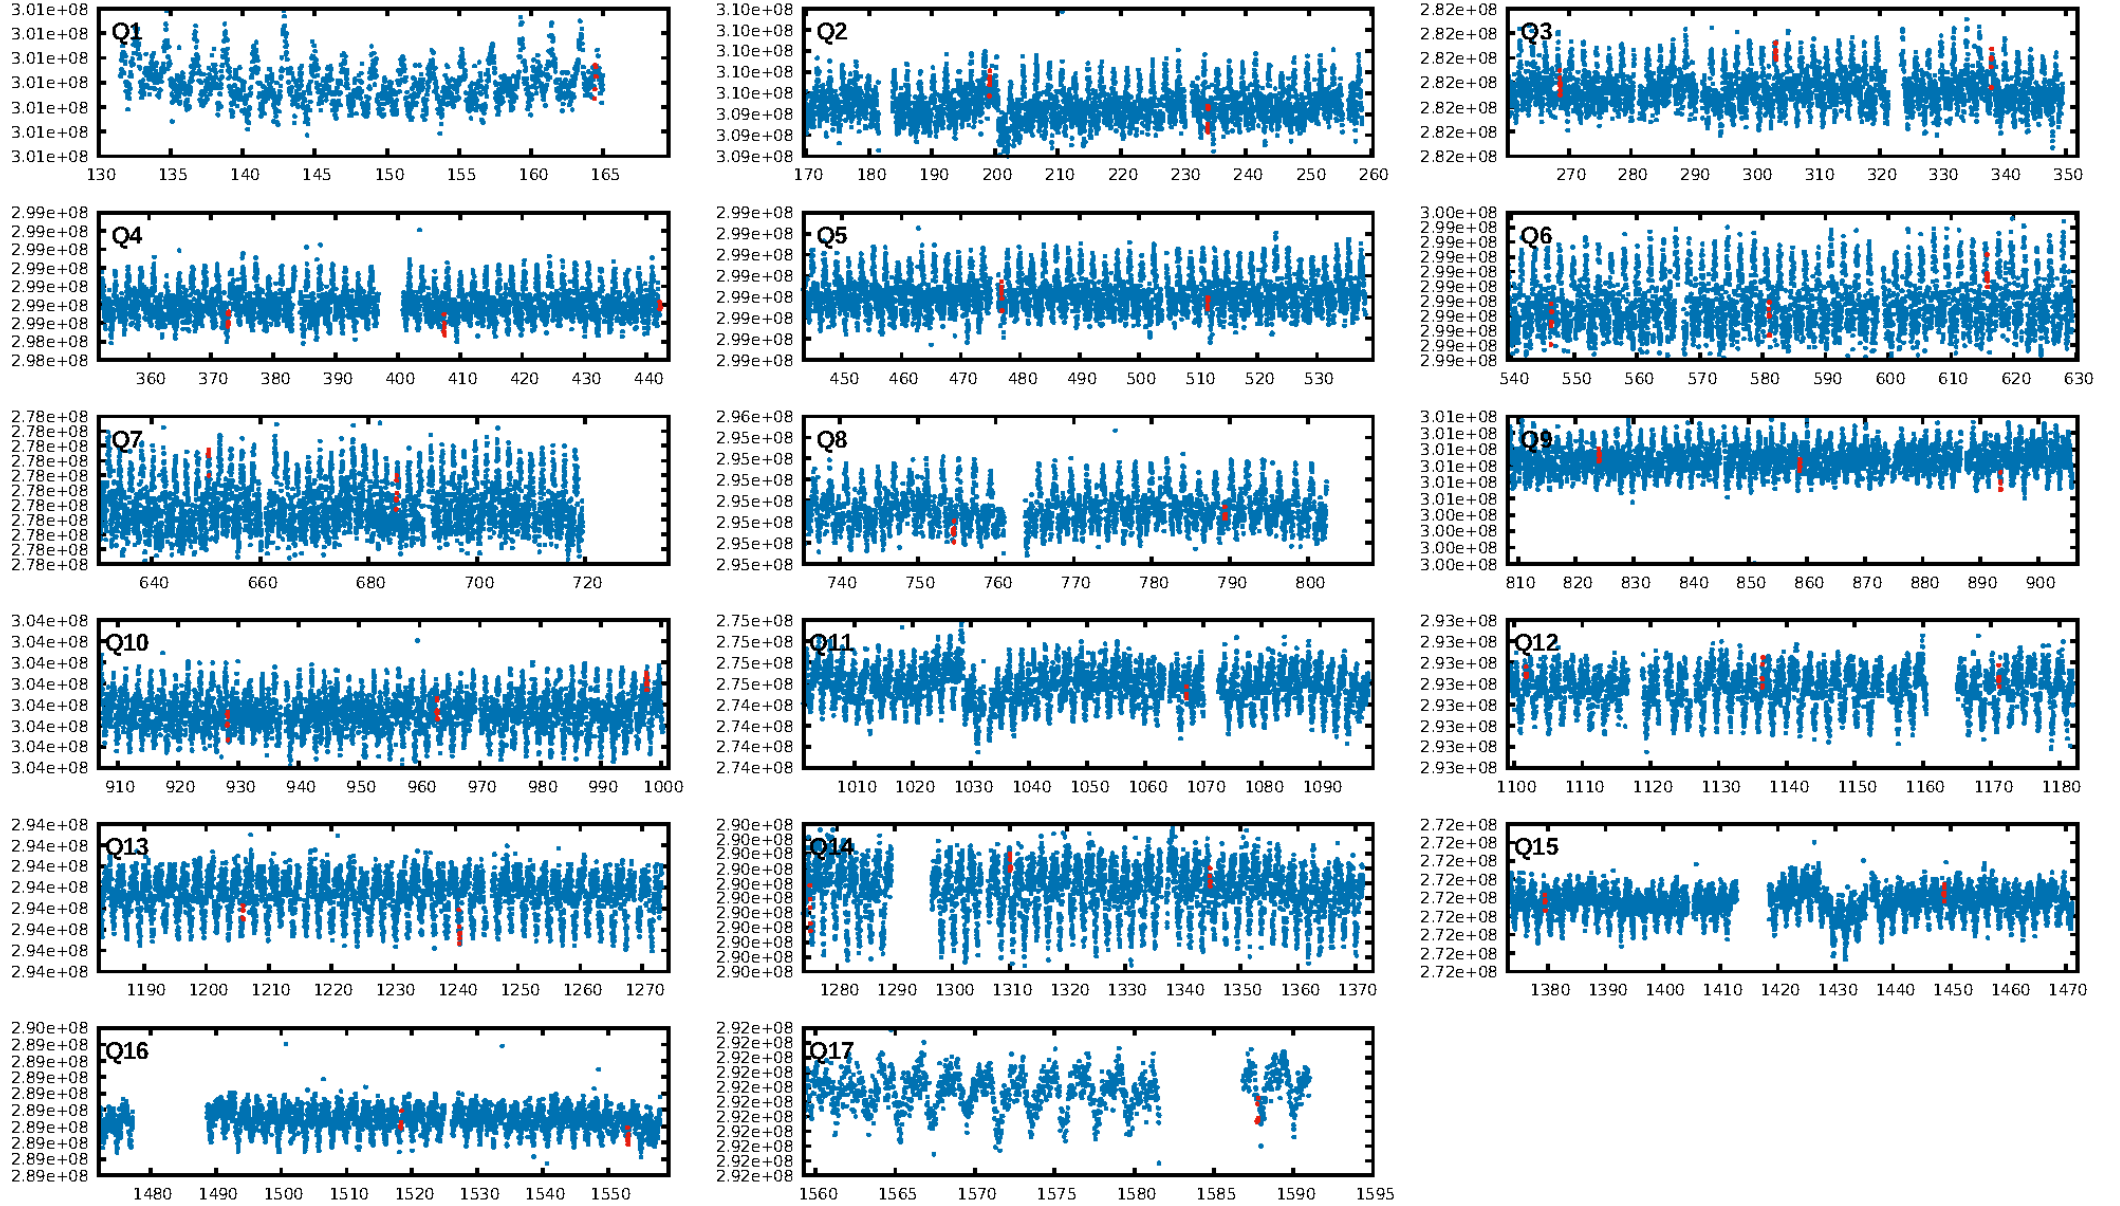 Q1
3.01e+08
3.01e+08
3.01e+08
3.01e+08
3.01e+08
3.01e+08
3.01e+08
130 135 140 145 150 155 160 165
Q2
3.10e+08
3.10e+08
3.10e+08
3.10e+08
3.10e+08
3.09e+08
3.09e+08
3.09e+08
170 180 190 200 210 220 230 240 250 260
Q3
2.82e+08
2.82e+08
2.82e+08
2.82e+08
2.82e+08
2.82e+08
2.82e+08
270 280 290 300 310 320 330 340 350
Q4
2.99e+08
2.99e+08
2.99e+08
2.99e+08
2.99e+08
2.99e+08
2.99e+08
2.98e+08
2.98e+08
360 370 380 390 400 410 420 430 440
Q5
2.99e+08
2.99e+08
2.99e+08
2.99e+08
2.99e+08
2.99e+08
2.99e+08
2.99e+08
450 460 470 480 490 500 510 520 530
Q6
3.00e+08
2.99e+08
2.99e+08
2.99e+08
2.99e+08
2.99e+08
2.99e+08
2.99e+08
2.99e+08
2.99e+08
2.99e+08
540 550 560 570 580 590 600 610 620 630
Q7
2.78e+08
2.78e+08
2.78e+08
2.78e+08
2.78e+08
2.78e+08
2.78e+08
2.78e+08
2.78e+08
2.78e+08
2.78e+08
640 660 680 700 720
Q8
2.96e+08
2.95e+08
2.95e+08
2.95e+08
2.95e+08
2.95e+08
2.95e+08
2.95e+08
740 750 760 770 780 790 800
Q9
3.01e+08
3.01e+08
3.01e+08
3.01e+08
3.01e+08
3.01e+08
3.00e+08
3.00e+08
3.00e+08
3.00e+08
810 820 830 840 850 860 870 880 890 900
Q10
3.04e+08
3.04e+08
3.04e+08
3.04e+08
3.04e+08
3.04e+08
3.04e+08
3.04e+08
910 920 930 940 950 960 970 980 990 1000
Q11
2.75e+08
2.75e+08
2.75e+08
2.75e+08
2.74e+08
2.74e+08
2.74e+08
2.74e+08
1010 1020 1030 1040 1050 1060 1070 1080 1090
Q12
2.93e+08
2.93e+08
2.93e+08
2.93e+08
2.93e+08
2.93e+08
2.93e+08
2.93e+08
1100 1110 1120 1130 1140 1150 1160 1170 1180
Q13
2.94e+08
2.94e+08
2.94e+08
2.94e+08
2.94e+08
2.94e+08
2.94e+08
2.94e+08
1190 1200 1210 1220 1230 1240 1250 1260 1270
Q14
2.90e+08
2.90e+08
2.90e+08
2.90e+08
2.90e+08
2.90e+08
2.90e+08
2.90e+08
2.90e+08
2.90e+08
2.90e+08
1280 1290 1300 1310 1320 1330 1340 1350 1360 1370
Q15
2.72e+08
2.72e+08
2.72e+08
2.72e+08
2.72e+08
2.72e+08
2.72e+08
2.72e+08
2.72e+08
1380 1390 1400 1410 1420 1430 1440 1450 1460 1470
Q16
2.90e+08
2.89e+08
2.89e+08
2.89e+08
2.89e+08
2.89e+08
2.89e+08
2.89e+08
2.89e+08
2.89e+08
1480 1490 1500 1510 1520 1530 1540 1550
Q17
2.92e+08
2.92e+08
2.92e+08
2.92e+08
2.92e+08
2.92e+08
2.92e+08
2.92e+08
2.92e+08
2.92e+08
2.92e+08
1560 1565 1570 1575 1580 1585 1590 1595